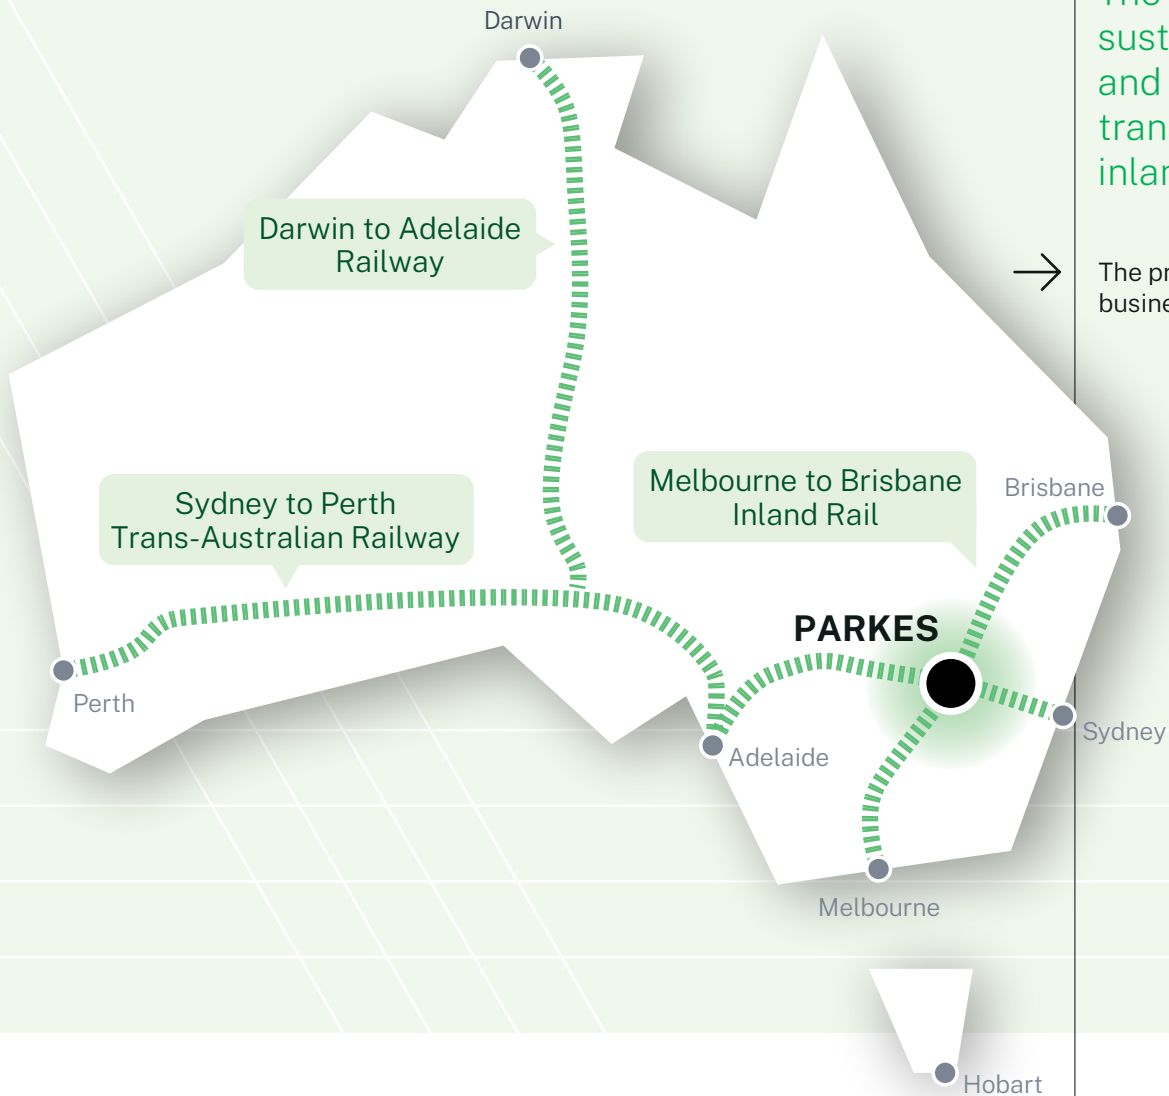 Darwin
Darwin to Adelaide
Railway
Sydney to Perth
Trans-Australian Railway
Melbourne to Brisbane
Inland Rail
Brisbane
PARKES
Perth
Sydney
Adelaide
Melbourne
Hobart
sust
and
tran
inlan
The pr
busine